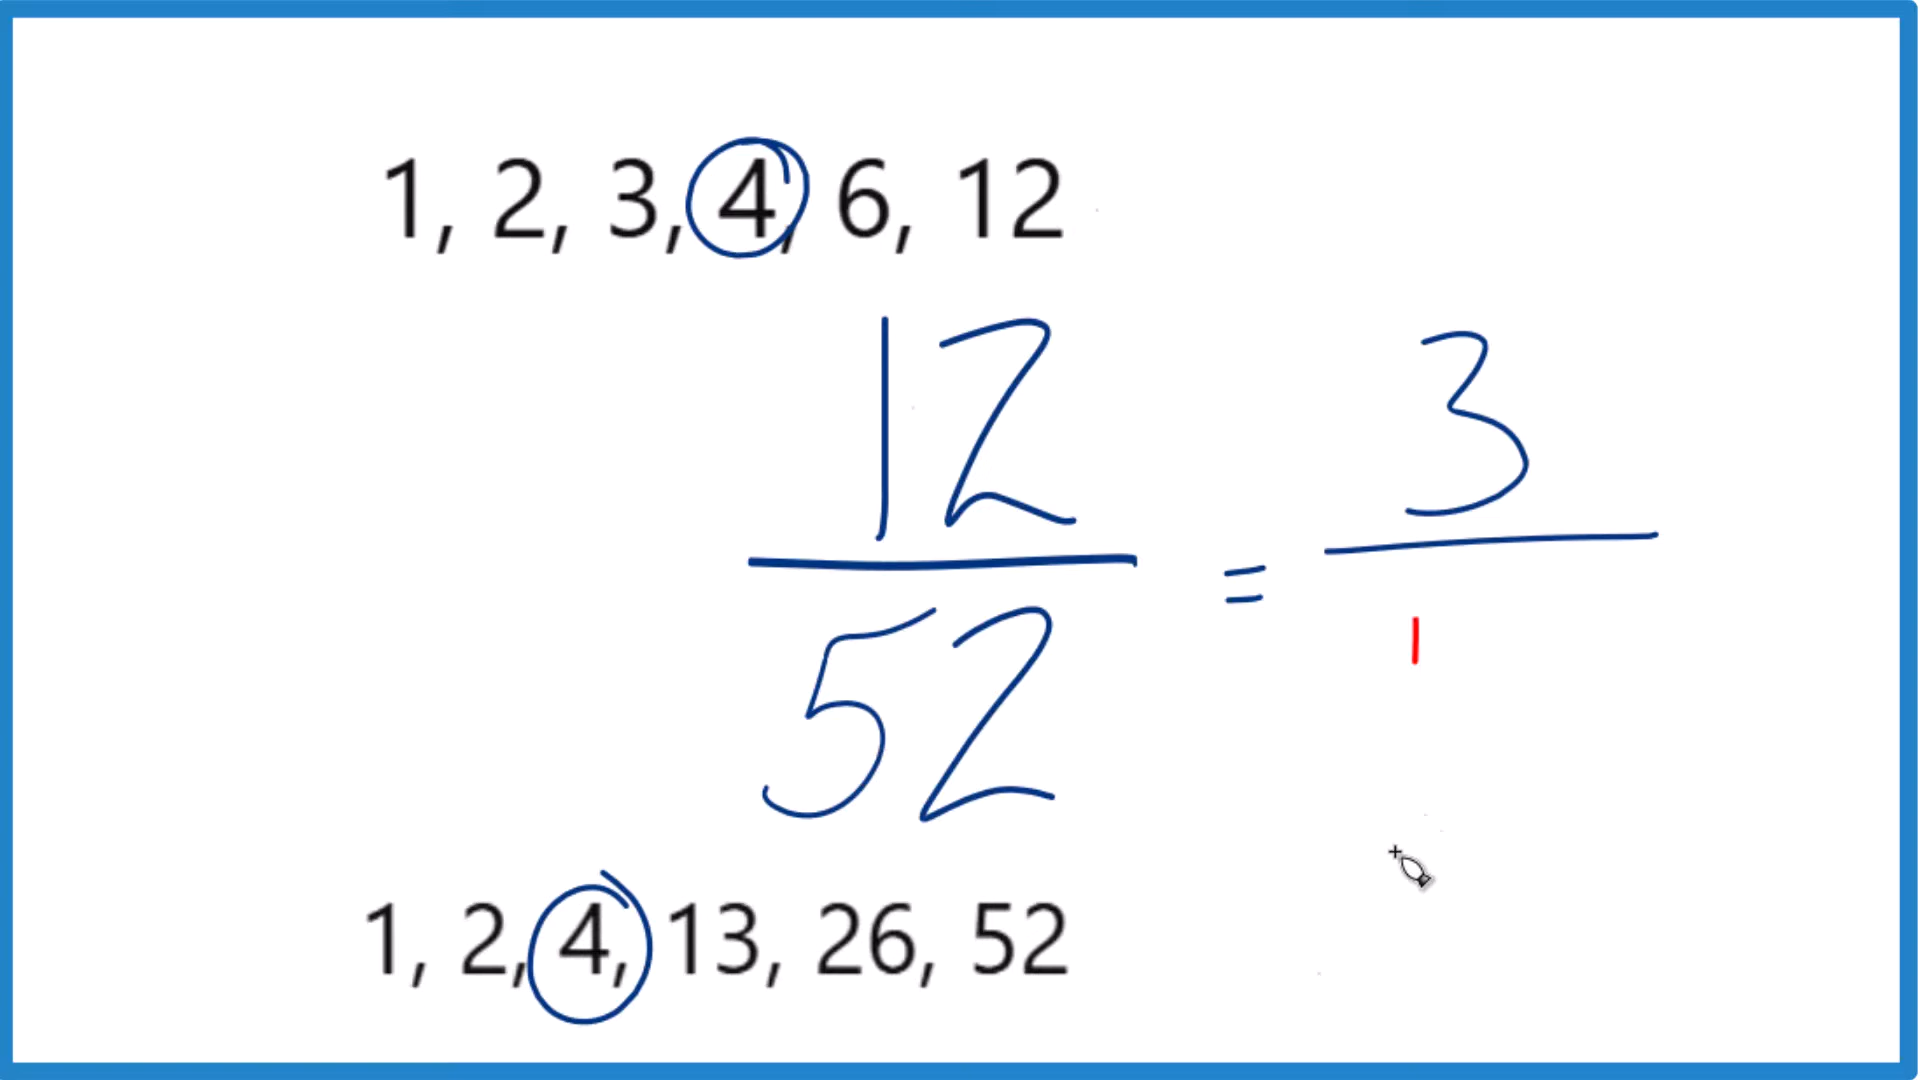 1, 2, 3, 4, 6, 12
12 3
— = —
52 1
1, 2, 4, 13, 26, 52